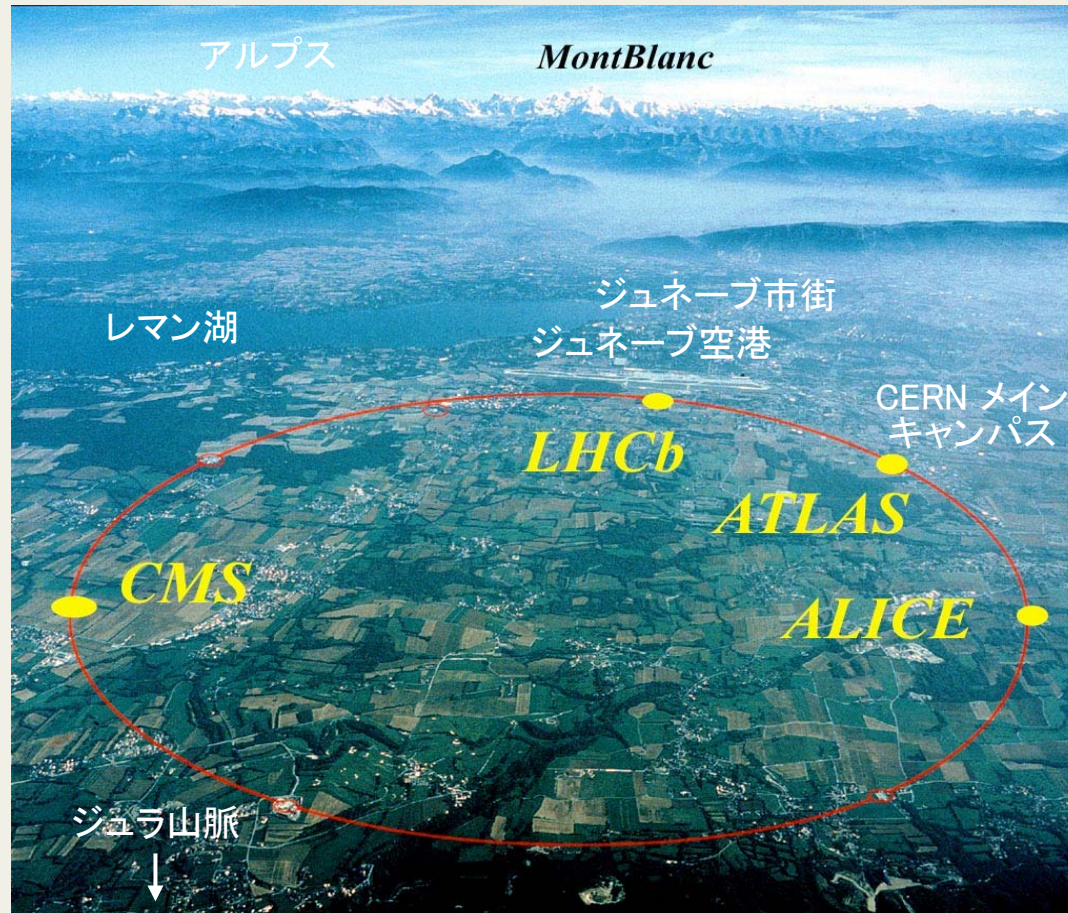 アルプス
MontBlanc
ジュネーブ市街
レマン湖
ジュネーブ空港
CERN メイン
キャンパス
LHCb
ATLAS
CMS
ALICE
ジュラ山脈